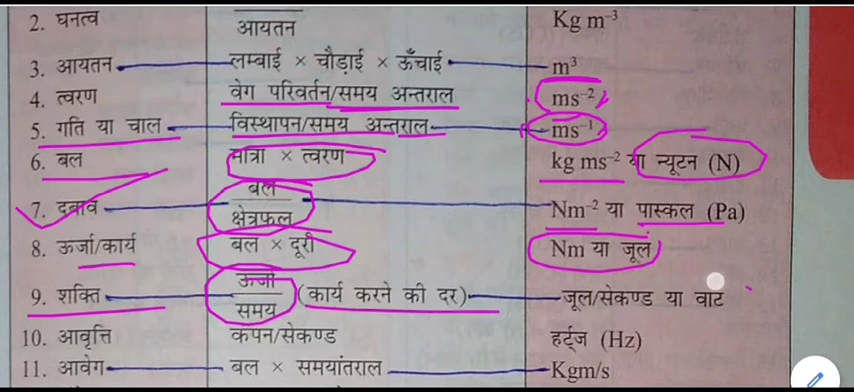 2. घनत्व आयतन Kg m⁻³
3. आयतन लम्बाई × चौड़ाई × ऊँचाई m³
4. त्वरण वेग परिवर्तन/समय अन्तराल ms⁻²
5. गति या चाल विस्थापन/समय अन्तराल ms⁻¹
6. बल मात्रा × त्वरण kg ms⁻² या न्यूटन (N)
7. दबाव बल/क्षेत्रफल Nm⁻² या पास्कल (Pa)
8. ऊर्जा/कार्य बल × दूरी Nm या जूल
9. शक्ति ऊर्जा/समय (कार्य करने की दर) जूल/सेकण्ड या वाट
10. आवृत्ति कंपन/सेकण्ड हर्ट्ज (Hz)
11. आवेग बल × समयांतराल Kgm/s